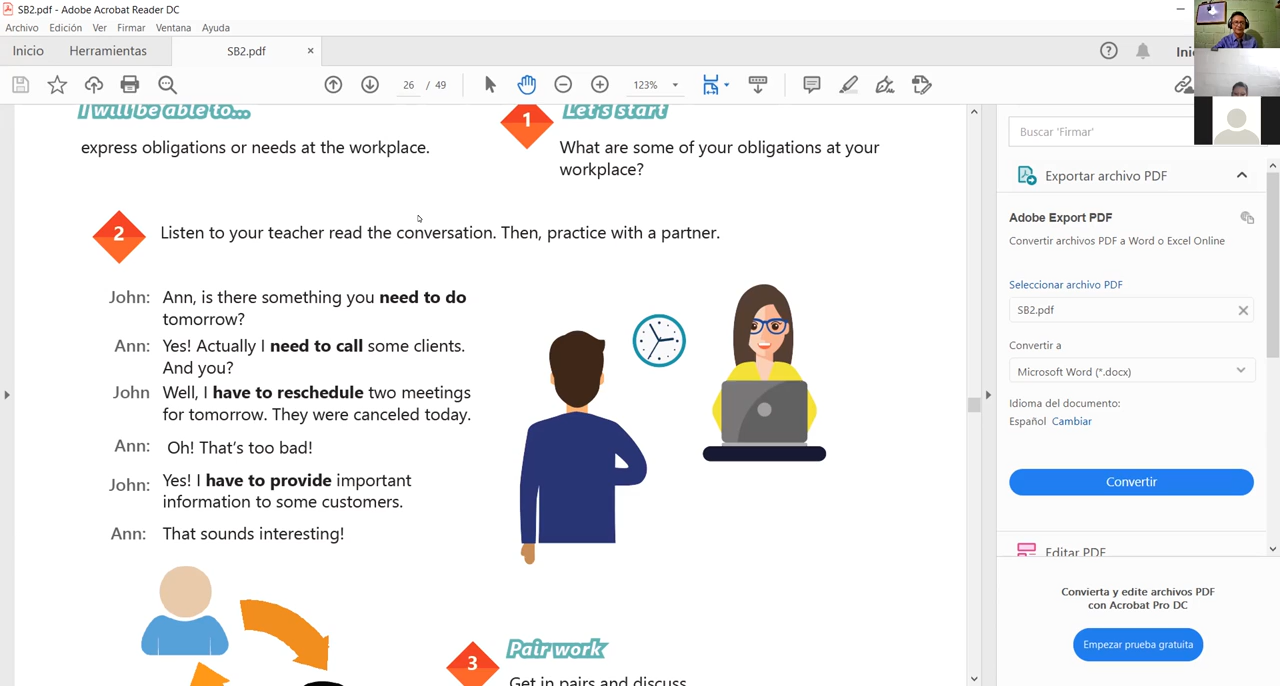 SB2.pdf - Adobe Acrobat Reader DC
Archivo Edición Ver Firmar Ventana Ayuda
Inicio Herramientas SB2.pdf × Ini
26 / 49 123%
I will be able to...
express obligations or needs at the workplace.
1 Let's start
What are some of your obligations at your
workplace?
2 Listen to your teacher read the conversation. Then, practice with a partner.
John: Ann, is there something you need to do
tomorrow?
Ann: Yes! Actually I need to call some clients.
And you?
John Well, I have to reschedule two meetings
for tomorrow. They were canceled today.
Ann: Oh! That's too bad!
John: Yes! I have to provide important
information to some customers.
Ann: That sounds interesting!
3 Pair work
Get in pairs and discuss
Buscar 'Firmar'
Exportar archivo PDF
Adobe Export PDF
Convertir archivos PDF a Word o Excel Online
Seleccionar archivo PDF
SB2.pdf
Convertir a
Microsoft Word (*.docx)
Idioma del documento:
Español Cambiar
Convertir
Editar PDF
Convierta y edite archivos PDF
con Acrobat Pro DC
Empezar prueba gratuita